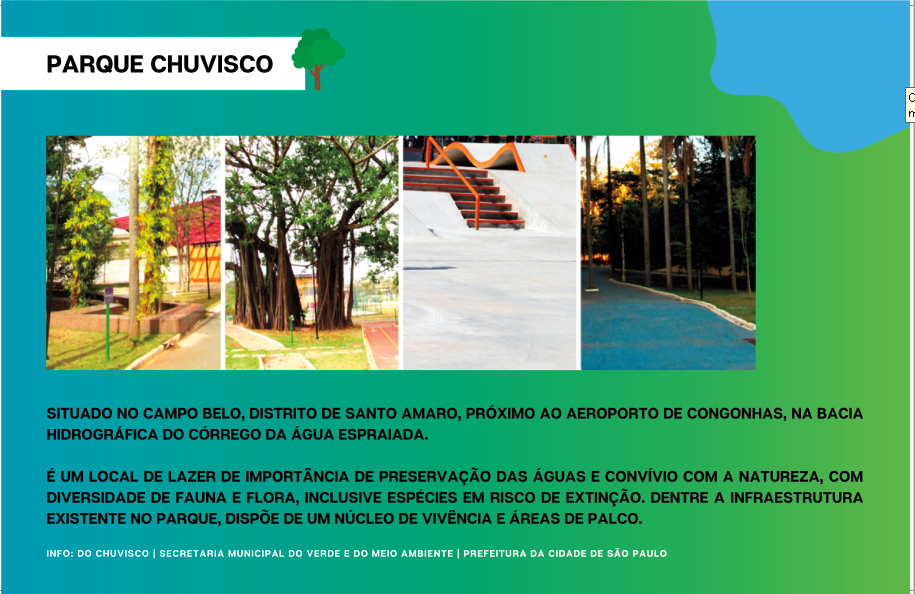 PARQUE CHUVISCO
SITUADO NO CAMPO BELO, DISTRITO DE SANTO AMARO, PRÓXIMO AO AEROPORTO DE CONGONHAS, NA BACIA
HIDROGRÁFICA DO CÓRREGO DA ÁGUA ESPRAIADA.
É UM LOCAL DE LAZER DE IMPORTÂNCIA DE PRESERVAÇÃO DAS ÁGUAS E CONVÍVIO COM A NATUREZA, COM
DIVERSIDADE DE FAUNA E FLORA, INCLUSIVE ESPÉCIES EM RISCO DE EXTINÇÃO. DENTRE A INFRAESTRUTURA
EXISTENTE NO PARQUE, DISPÕE DE UM NÚCLEO DE VIVÊNCIA E ÁREAS DE PALCO.
INFO: DO CHUVISCO | SECRETARIA MUNICIPAL DO VERDE E DO MEIO AMBIENTE | PREFEITURA DA CIDADE DE SÃO PAULO